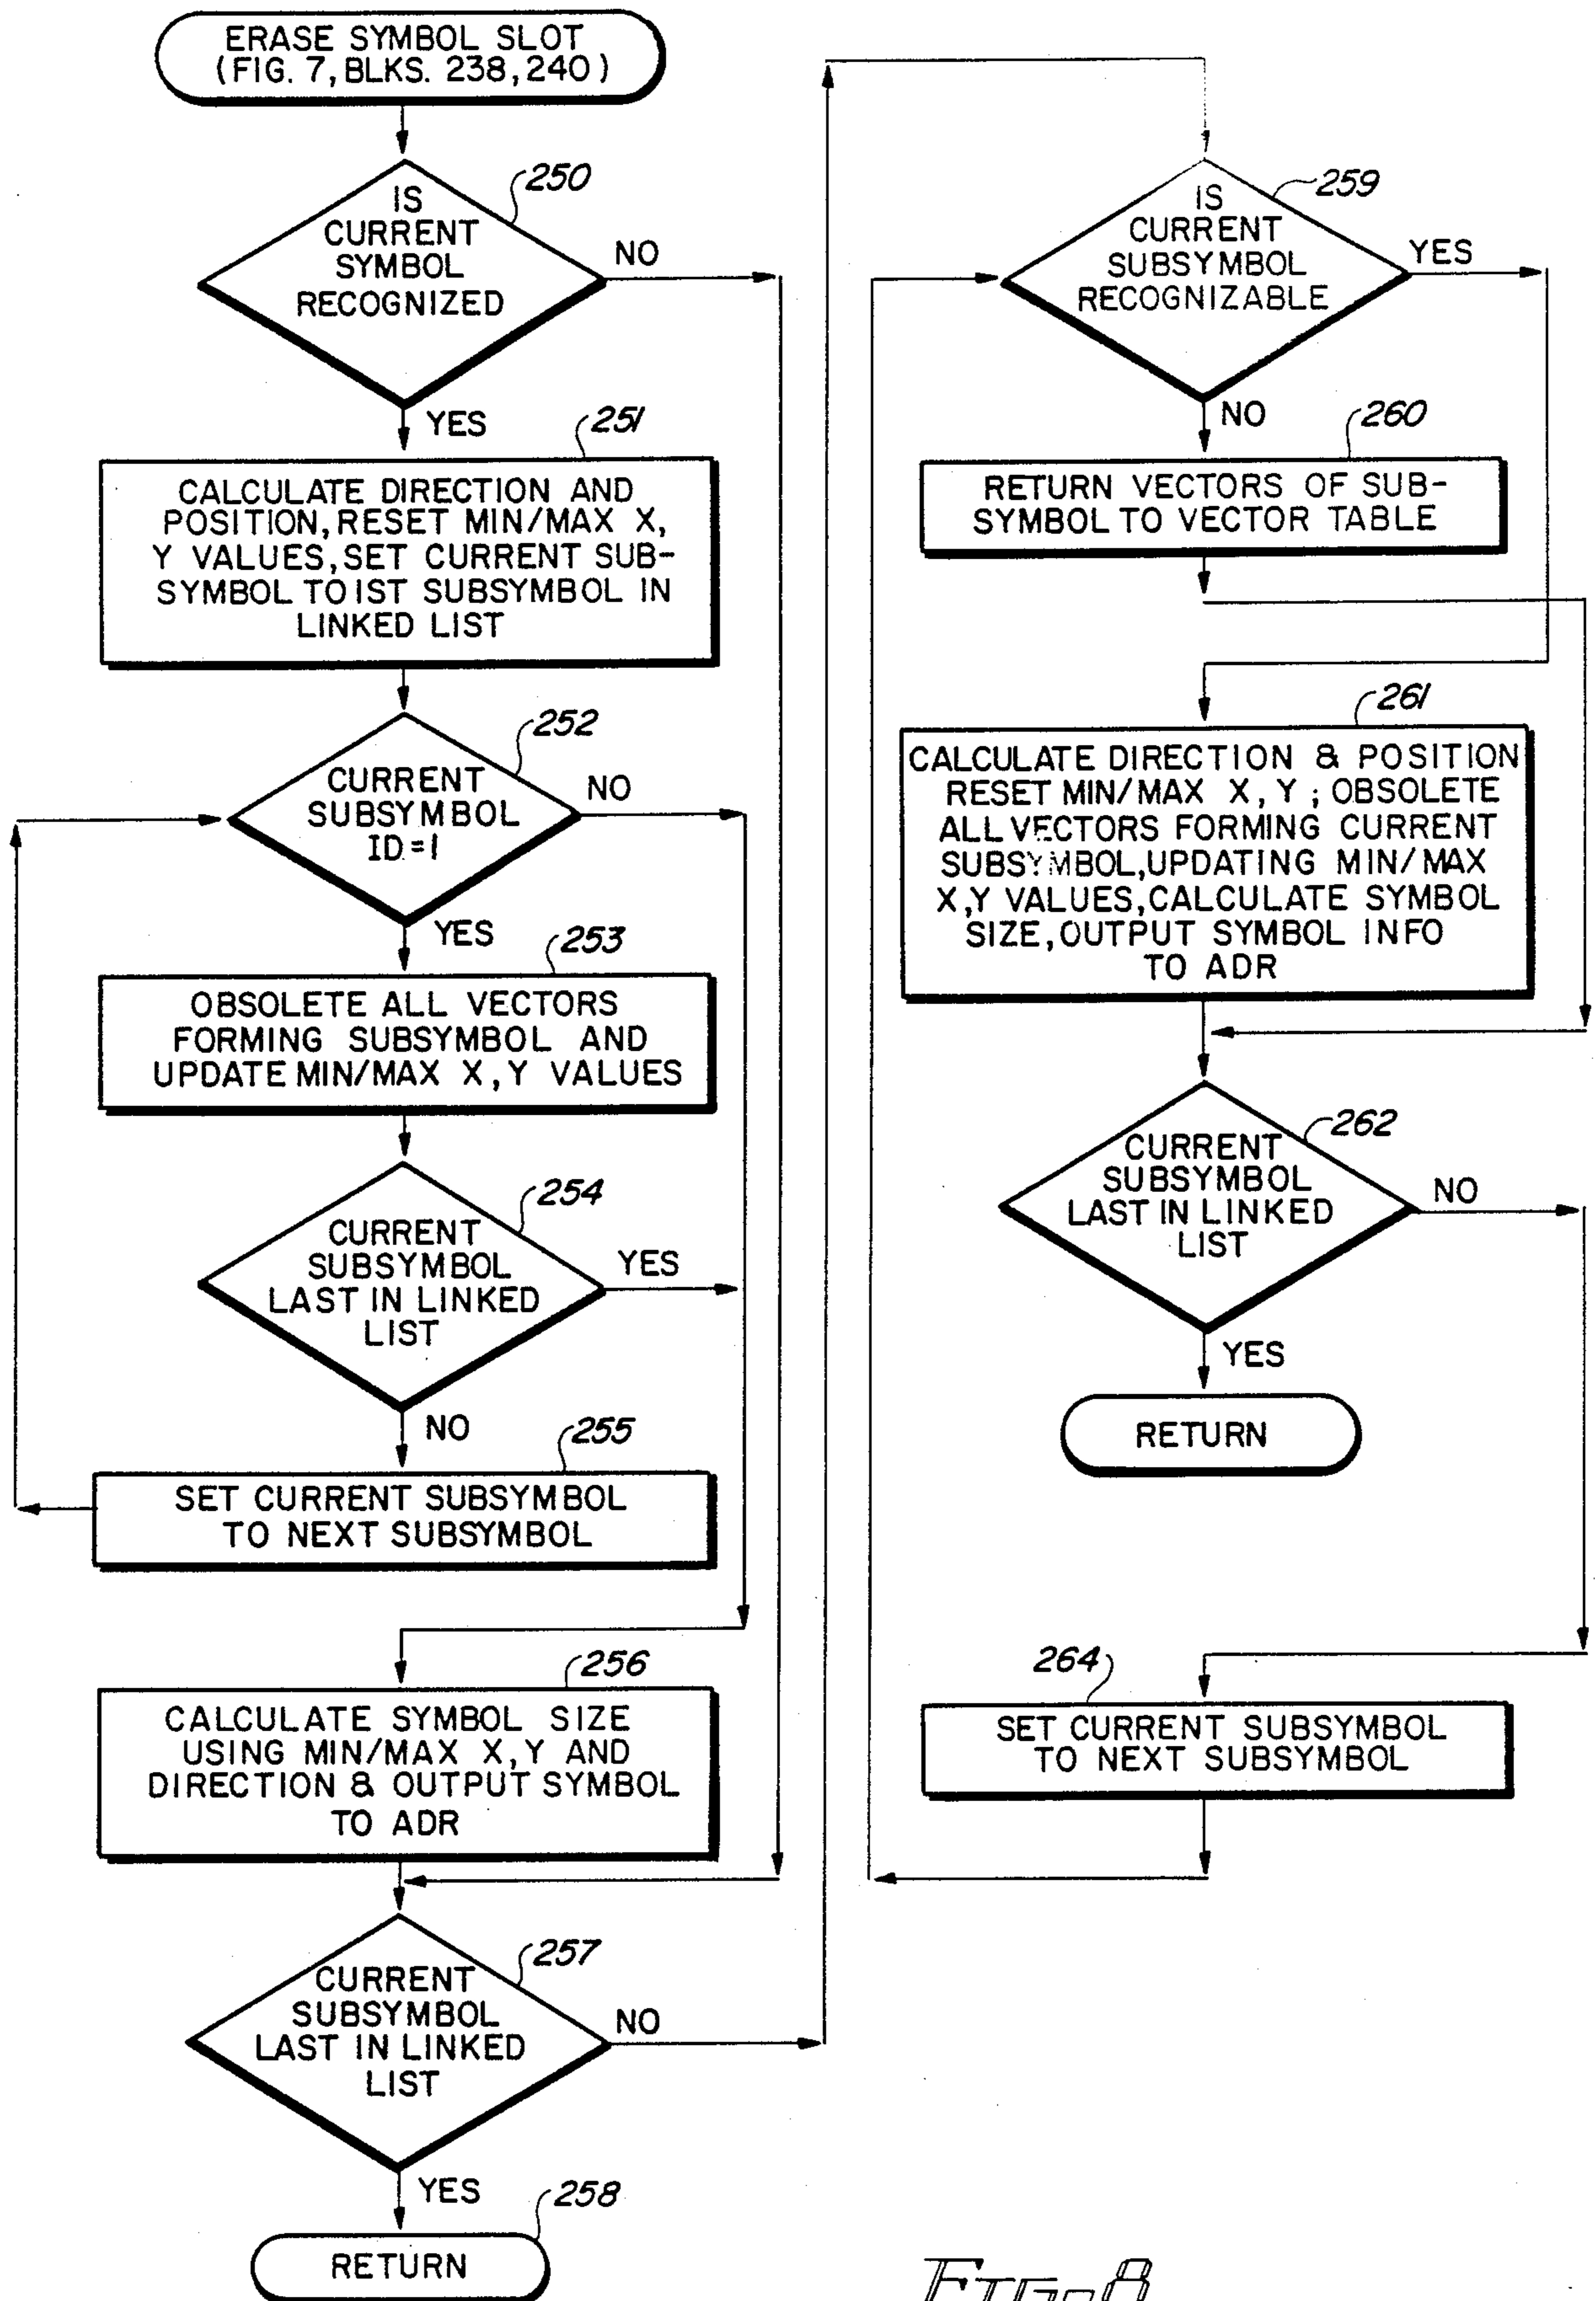 ERASE SYMBOL SLOT
(FIG. 7, BLKS. 238, 240)
250
IS
CURRENT
SYMBOL
RECOGNIZED
NO
YES
251
CALCULATE DIRECTION AND
POSITION, RESET MIN/MAX X,
Y VALUES, SET CURRENT SUB-
SYMBOL TO 1ST SUBSYMBOL IN
LINKED LIST
252
CURRENT
SUBSYMBOL
ID=1
NO
YES
253
OBSOLETE ALL VECTORS
FORMING SUBSYMBOL AND
UPDATE MIN/MAX X, Y VALUES
254
CURRENT
SUBSYMBOL
LAST IN LINKED
LIST
YES
NO
255
SET CURRENT SUBSYMBOL
TO NEXT SUBSYMBOL
256
CALCULATE SYMBOL SIZE
USING MIN/MAX X, Y AND
DIRECTION & OUTPUT SYMBOL
TO ADR
257
CURRENT
SUBSYMBOL
LAST IN LINKED
LIST
NO
YES
258
RETURN
259
IS
CURRENT
SUBSYMBOL
RECOGNIZABLE
YES
NO
260
RETURN VECTORS OF SUB-
SYMBOL TO VECTOR TABLE
261
CALCULATE DIRECTION & POSITION
RESET MIN/MAX X, Y ; OBSOLETE
ALL VECTORS FORMING CURRENT
SUBSYMBOL, UPDATING MIN/MAX
X, Y VALUES, CALCULATE SYMBOL
SIZE, OUTPUT SYMBOL INFO
TO ADR
262
CURRENT
SUBSYMBOL
LAST IN LINKED
LIST
NO
YES
RETURN
264
SET CURRENT SUBSYMBOL
TO NEXT SUBSYMBOL
FIG. 8